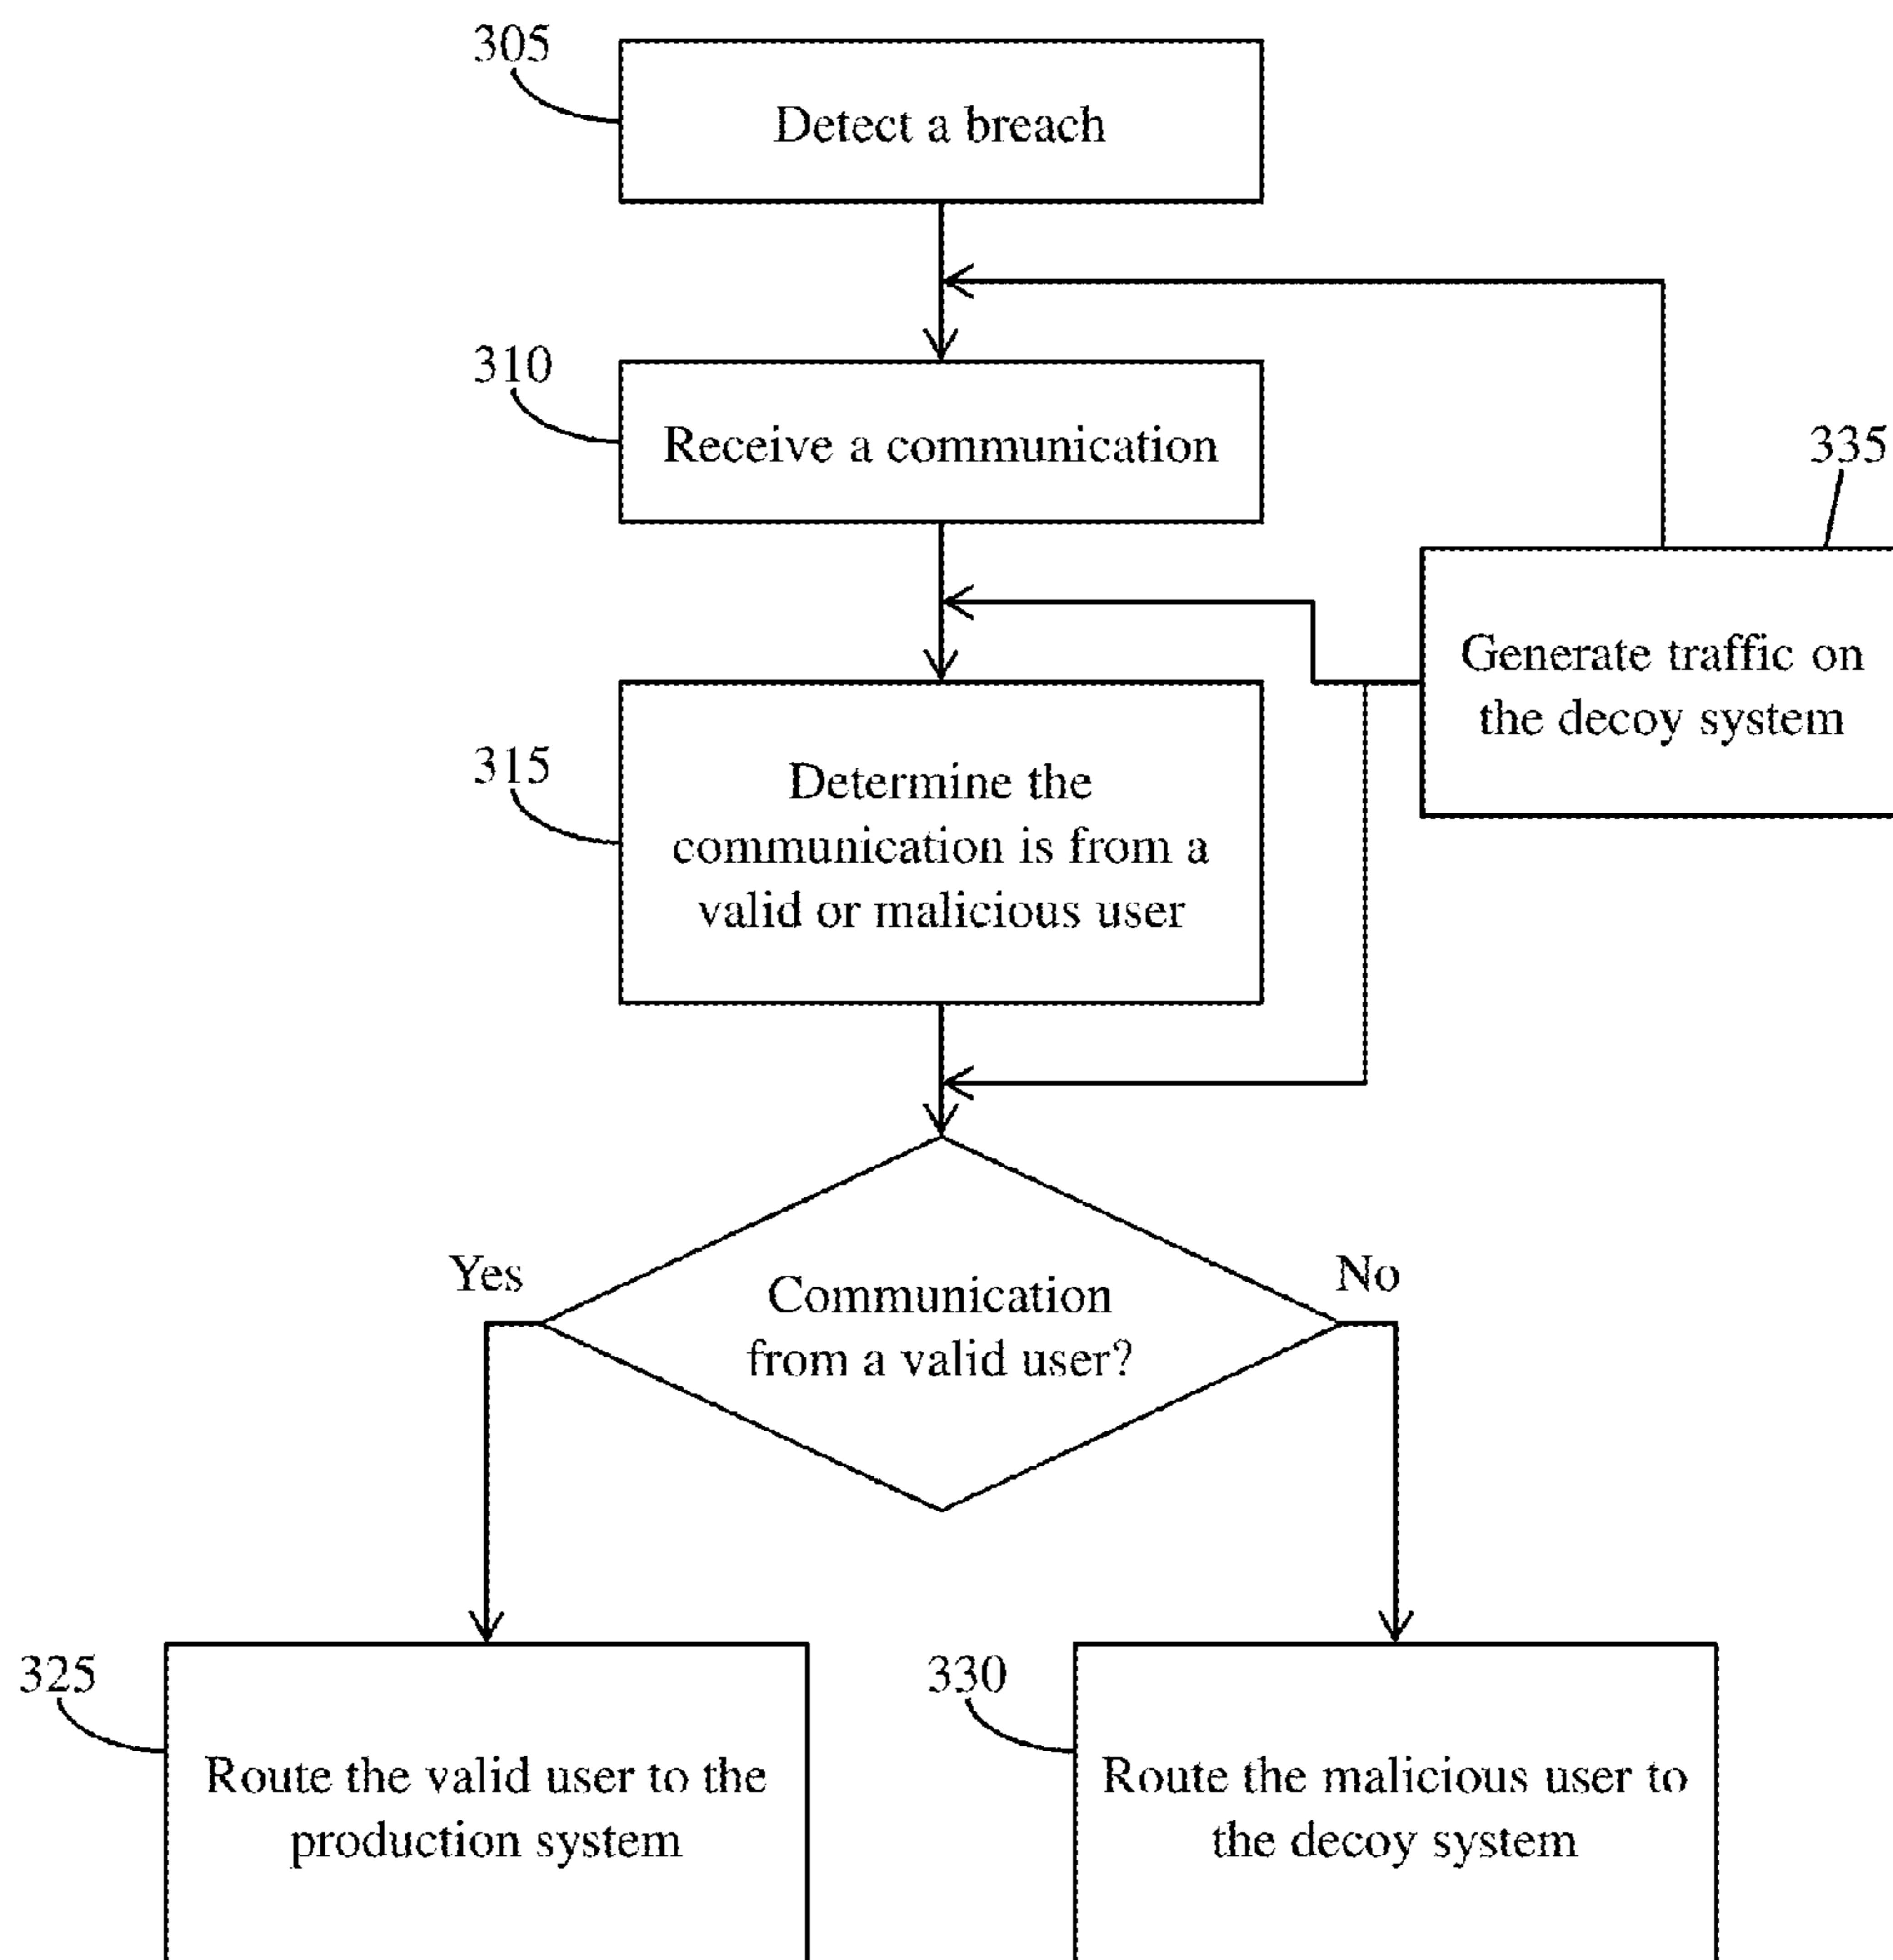 305
Detect a breach
310
Receive a communication
335
Generate traffic on
the decoy system
315
Determine the
communication is from a
valid or malicious user
Yes
No
Communication
from a valid user?
325
Route the valid user to the
production system
330
Route the malicious user to
the decoy system